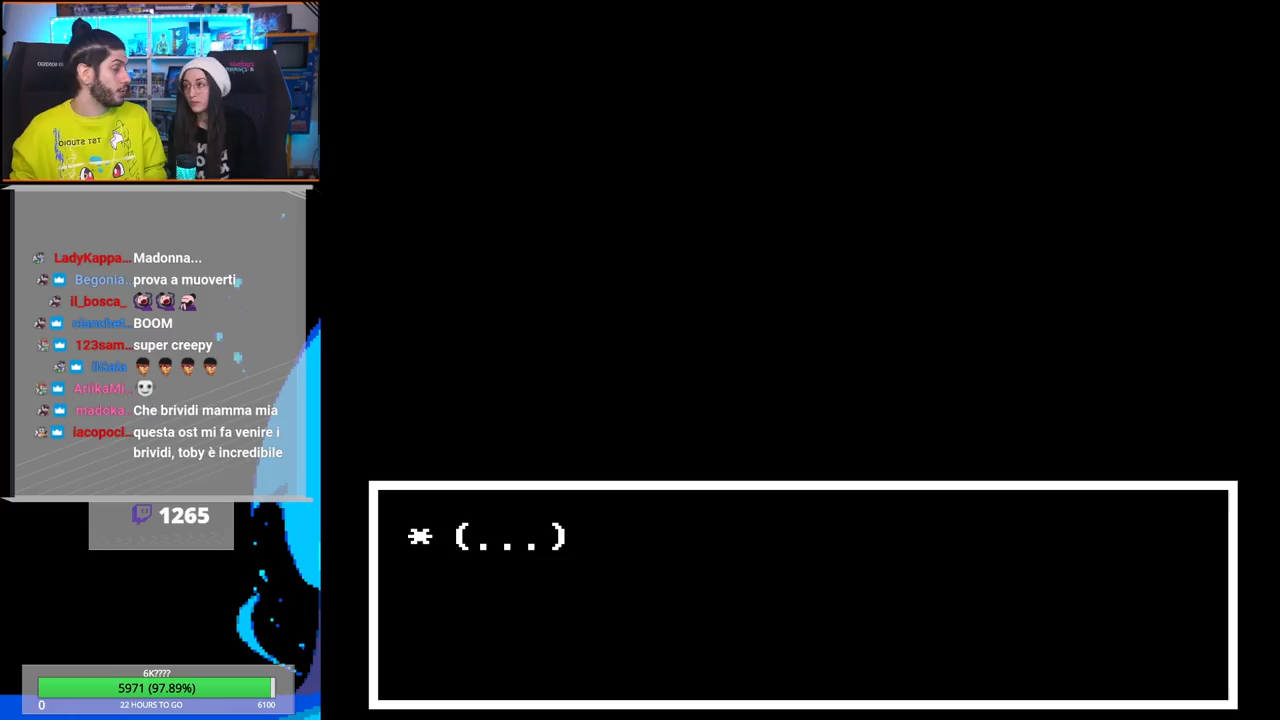 LadyKappa... Madonna...
Begonia.. prova a muoverti
il_bosca_
BOOM
123sam.. super creepy
AriikaMi..
madoka.. Che brividi mamma mia
iacopoci.. questa ost mi fa venire i
brividi, toby è incredibile
1265
* (...)
6K????
5971 (97.89%)
0 22 HOURS TO GO 6100